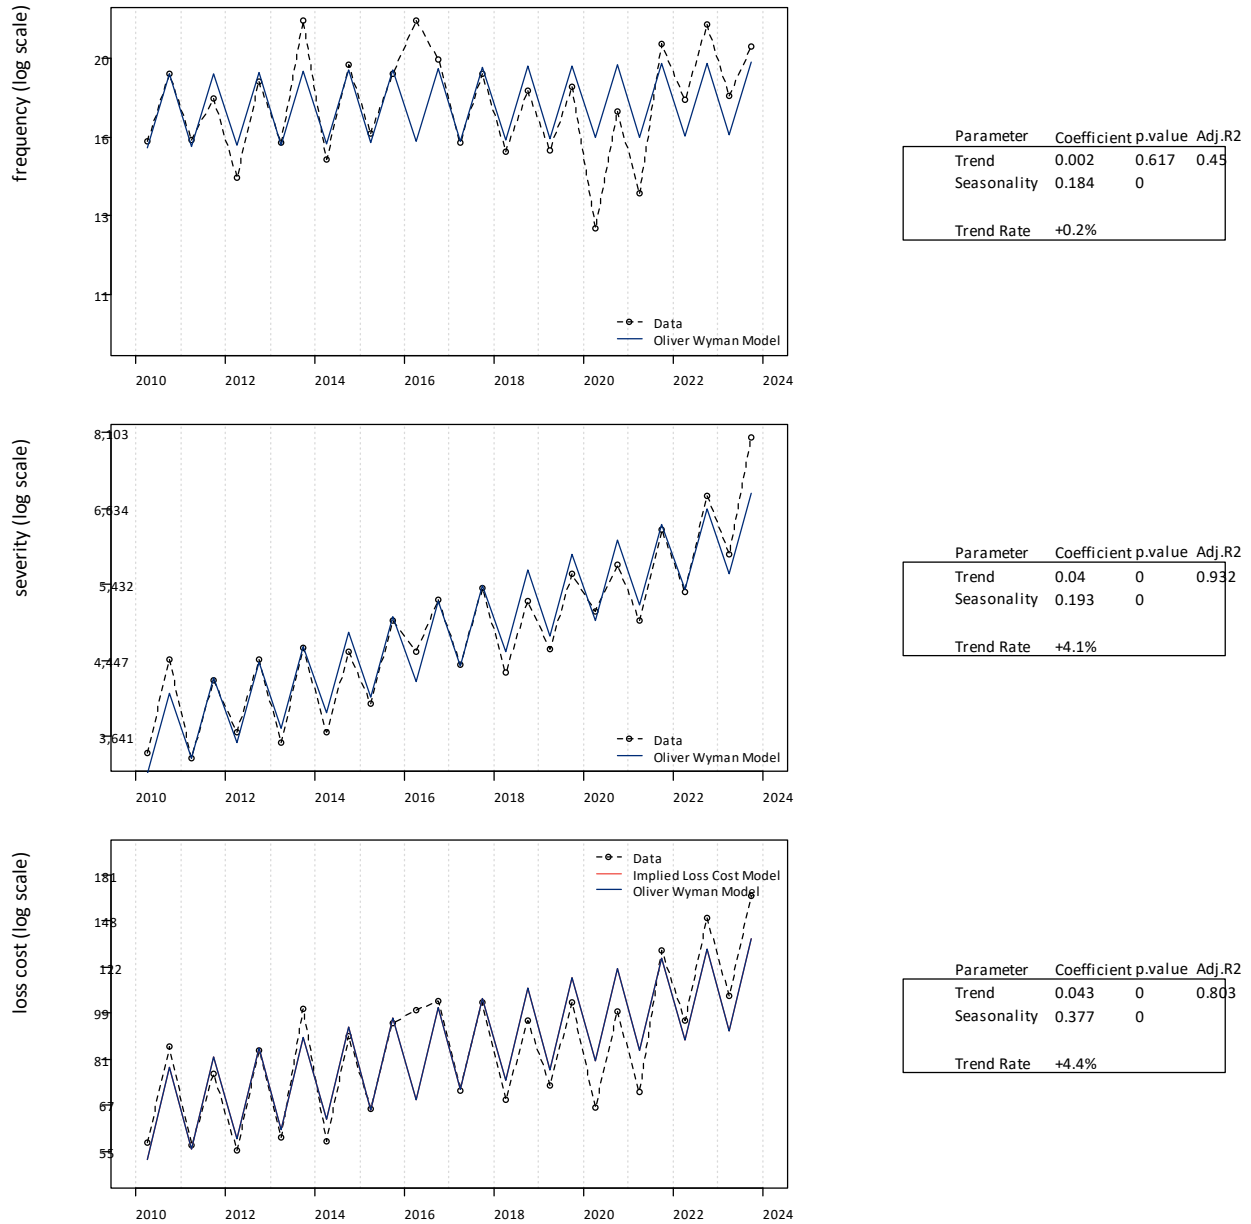 frequency (log scale)
20
16
13
11
Data
Oliver Wyman Model
2010 2012 2014 2016 2018 2020 2022 2024
Parameter Coefficient p.value Adj.R2
Trend 0.002 0.617 0.45
Seasonality 0.184 0
Trend Rate +0.2%
severity (log scale)
8,103
6,634
5,432
4,447
3,641
Data
Oliver Wyman Model
2010 2012 2014 2016 2018 2020 2022 2024
Parameter Coefficient p.value Adj.R2
Trend 0.04 0 0.932
Seasonality 0.193 0
Trend Rate +4.1%
loss cost (log scale)
181
148
122
99
81
67
55
Data
Implied Loss Cost Model
Oliver Wyman Model
2010 2012 2014 2016 2018 2020 2022 2024
Parameter Coefficient p.value Adj.R2
Trend 0.043 0 0.803
Seasonality 0.377 0
Trend Rate +4.4%